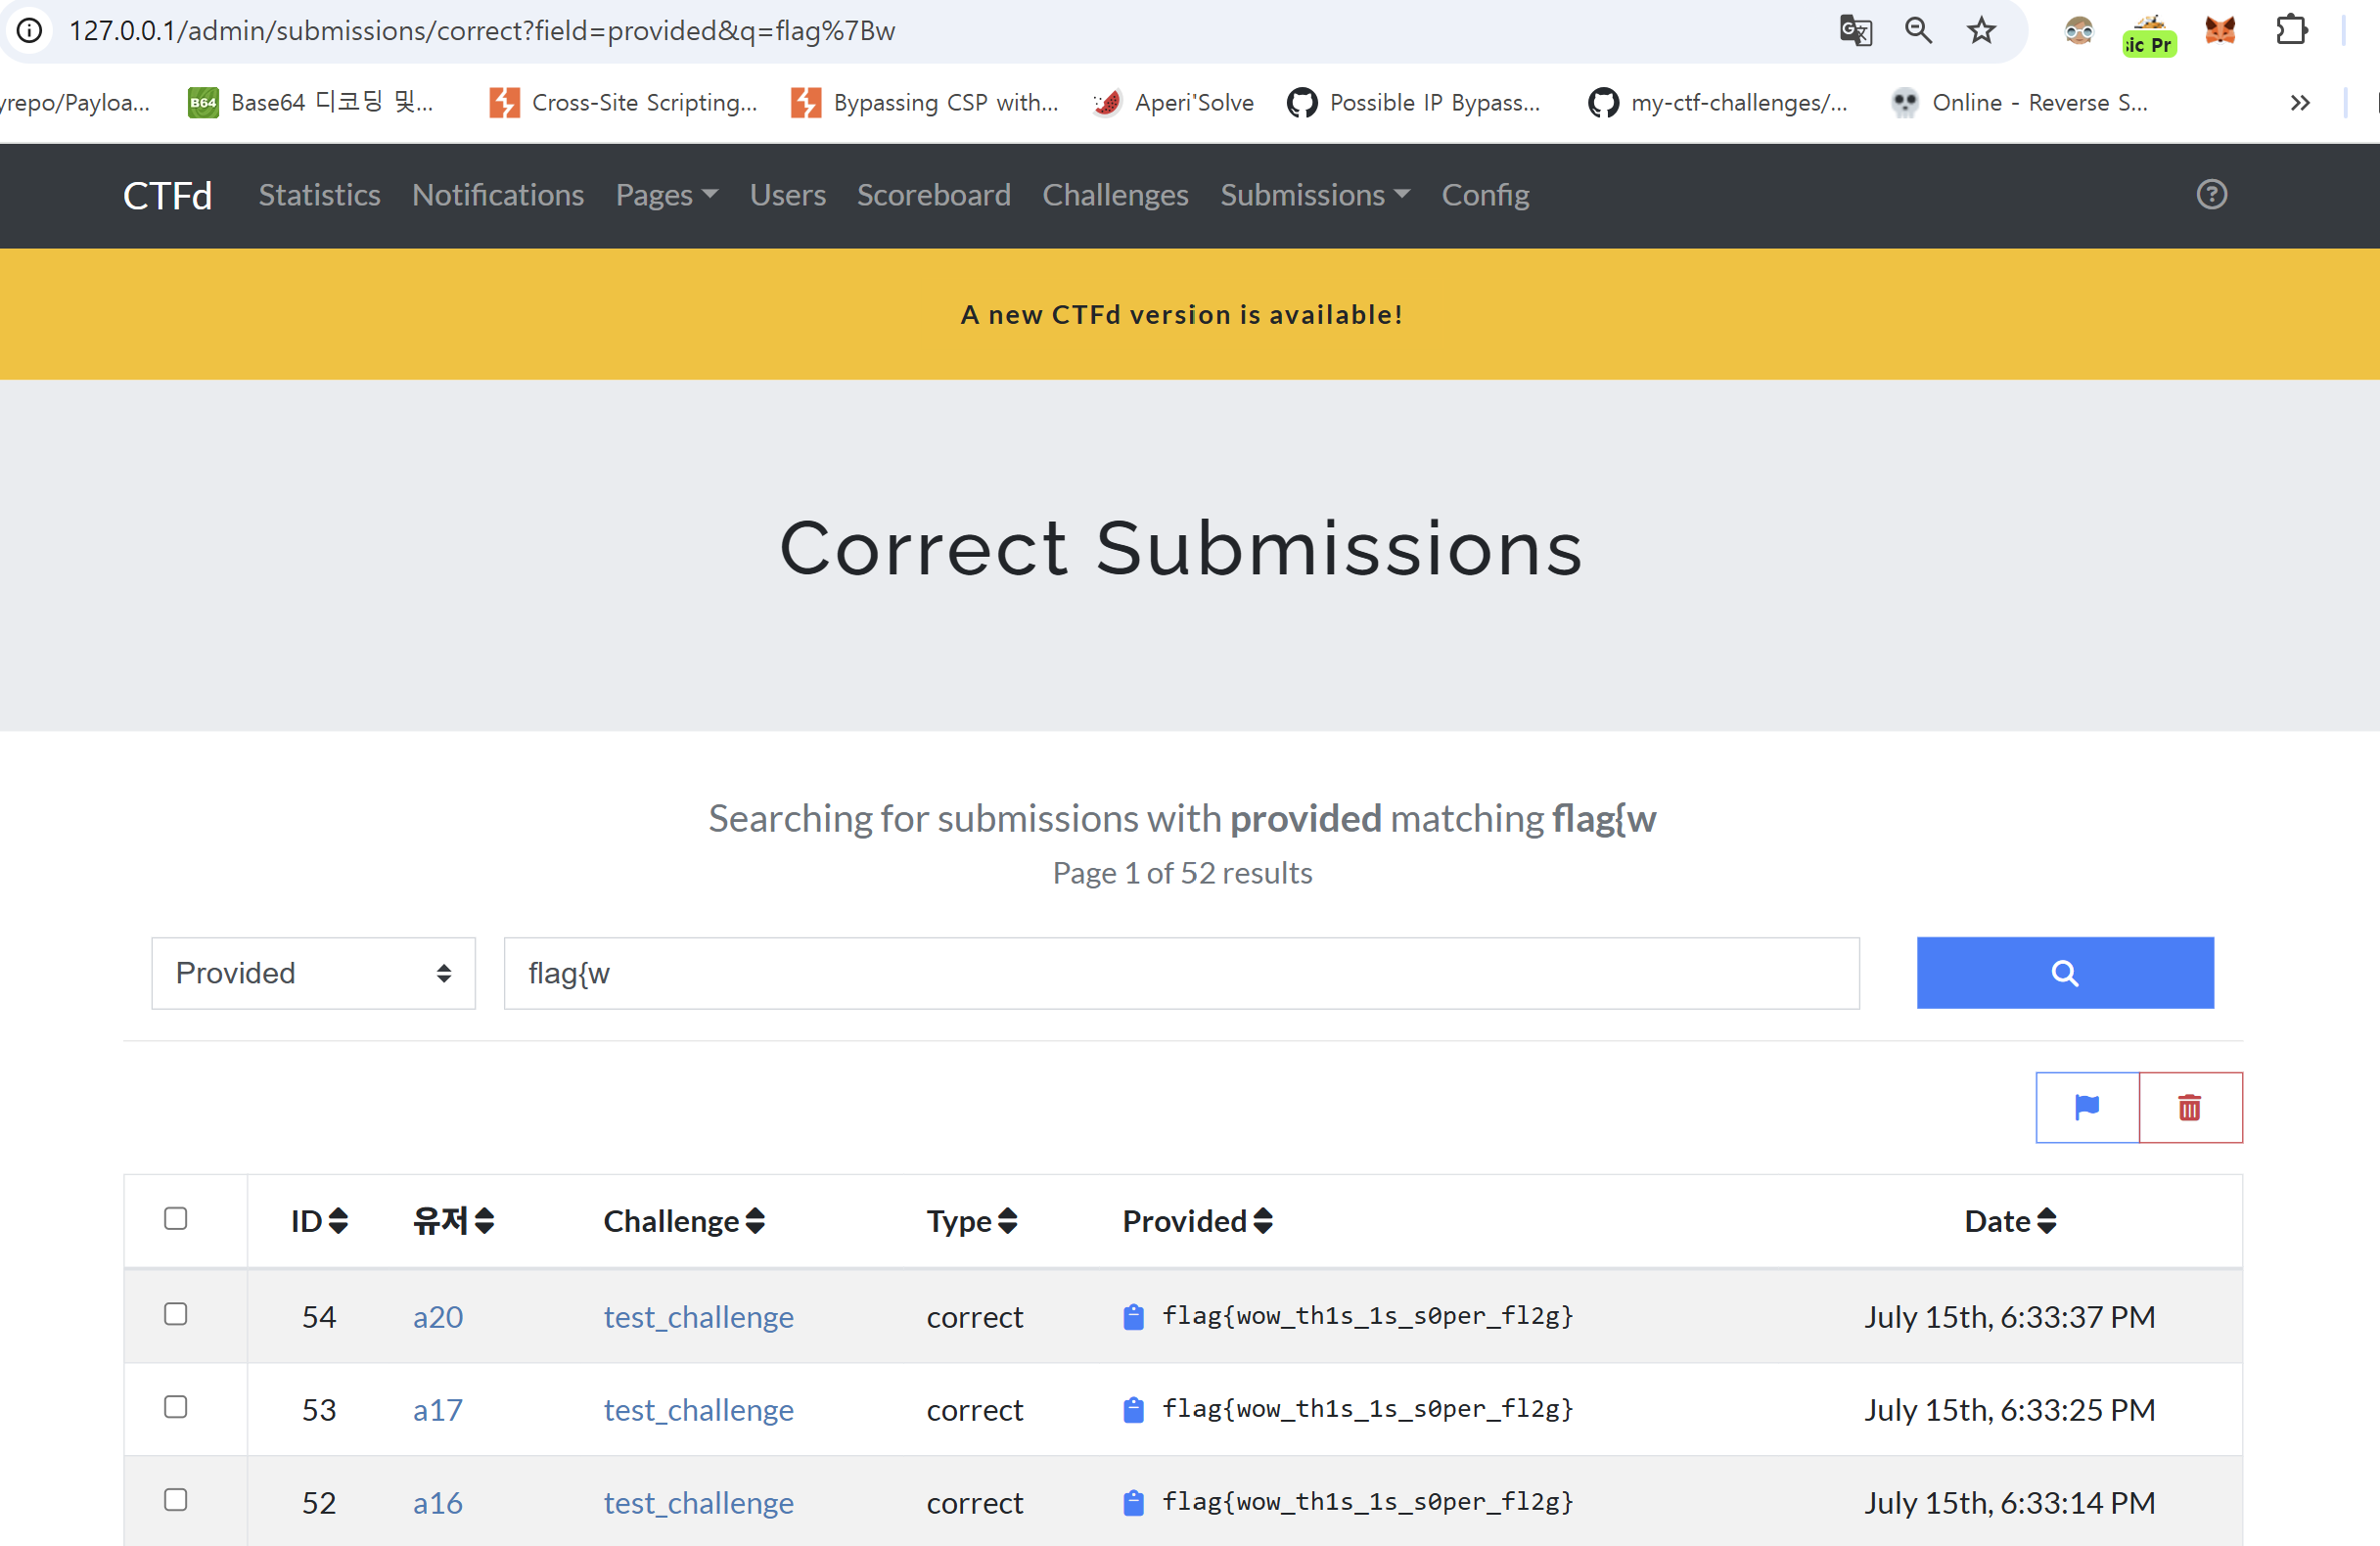 127.0.0.1/admin/submissions/correct?field=provided&q=flag%7Bw
sic Pr
yrepo/Payloa... B64 Base64 디코딩 및... Cross-Site Scripting... Bypassing CSP with... Aperi'Solve Possible IP Bypass... my-ctf-challenges/... Online - Reverse S...
CTFd Statistics Notifications Pages Users Scoreboard Challenges Submissions Config
A new CTFd version is available!
Correct Submissions
Searching for submissions with provided matching flag{w
Page 1 of 52 results
Provided flag{w
ID 유저 Challenge Type Provided Date
54 a20 test_challenge correct flag{wow_th1s_1s_s0per_fl2g} July 15th, 6:33:37 PM
53 a17 test_challenge correct flag{wow_th1s_1s_s0per_fl2g} July 15th, 6:33:25 PM
52 a16 test_challenge correct flag{wow_th1s_1s_s0per_fl2g} July 15th, 6:33:14 PM